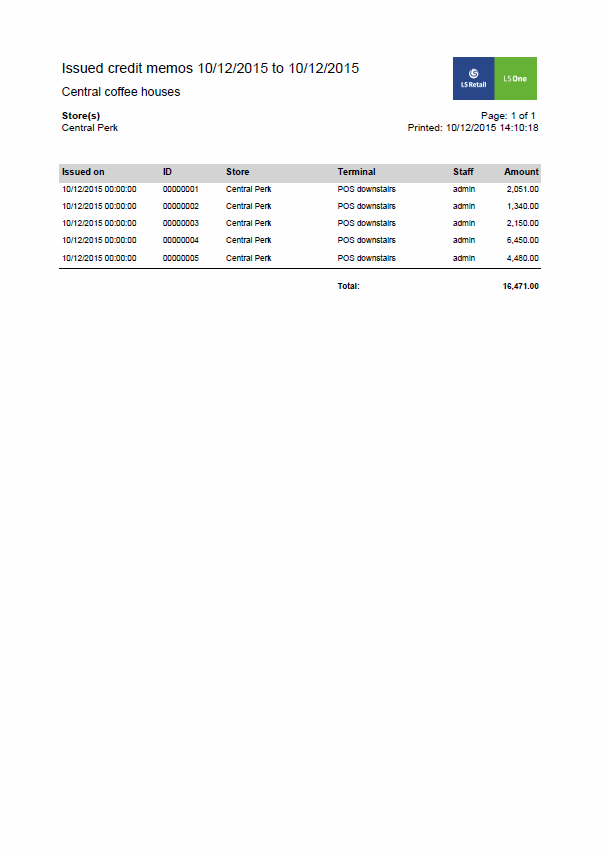 Issued credit memos 10/12/2015 to 10/12/2015
LS Retail LS One
Central coffee houses
Store(s) Page: 1 of 1
Central Perk Printed: 10/12/2015 14:10:18
Issued on ID Store Terminal Staff Amount
10/12/2015 00:00:00 00000001 Central Perk POS downstairs admin 2,051.00
10/12/2015 00:00:00 00000002 Central Perk POS downstairs admin 1,340.00
10/12/2015 00:00:00 00000003 Central Perk POS downstairs admin 2,150.00
10/12/2015 00:00:00 00000004 Central Perk POS downstairs admin 6,450.00
10/12/2015 00:00:00 00000005 Central Perk POS downstairs admin 4,480.00
Total: 16,471.00